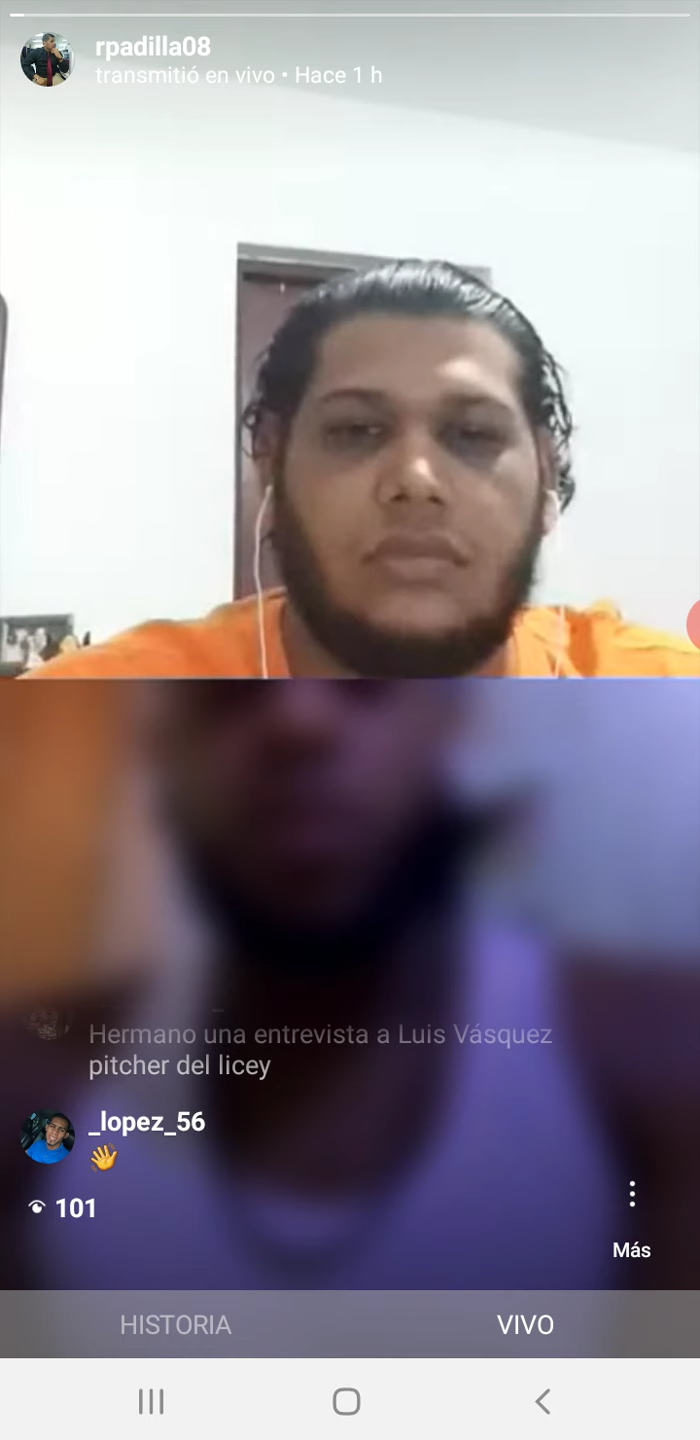 rpadilla08
transmitió en vivo • Hace 1 h
Hermano una entrevista a Luis Vásquez
pitcher del licey
_lopez_56
👋
101
Más
HISTORIA
VIVO